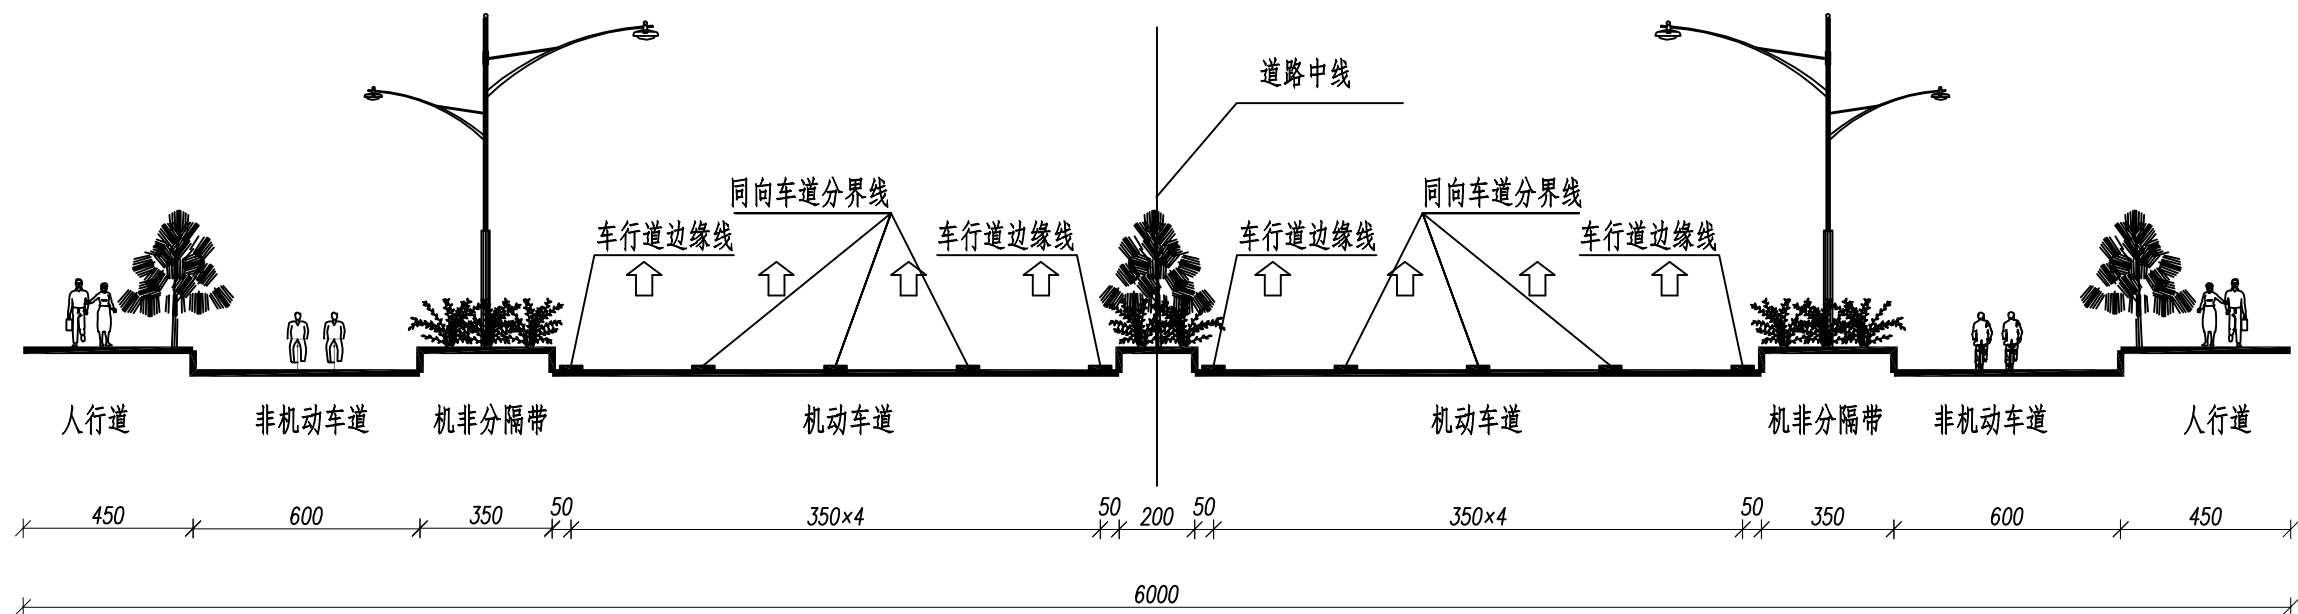 道路中线
同向车道分界线
同向车道分界线
车行道边缘线
车行道边缘线
车行道边缘线
车行道边缘线
人行道
非机动车道
机非分隔带
机动车道
机动车道
机非分隔带
非机动车道
人行道
450
600
350
50
350×4
50
200
50
350×4
50
350
600
450
6000